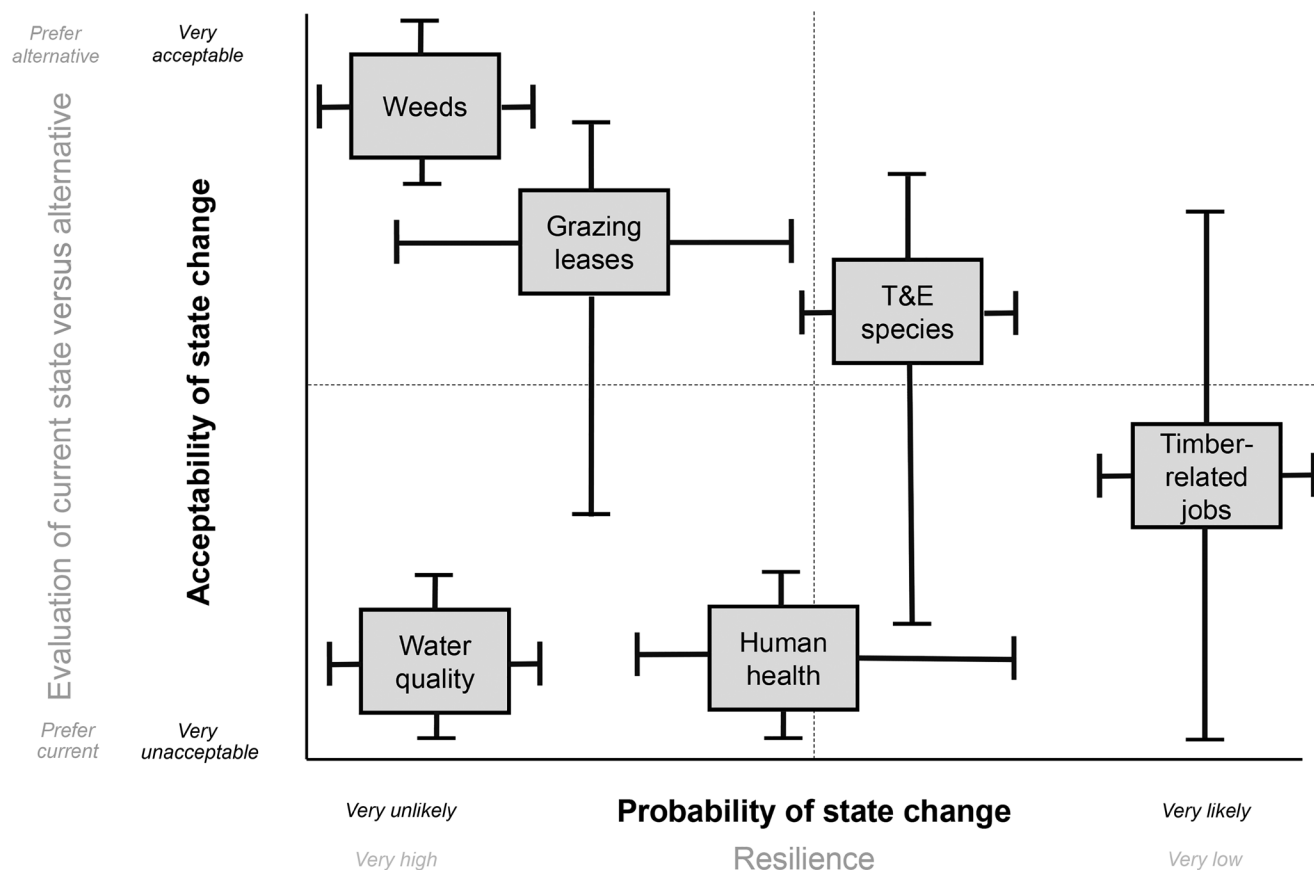 Prefer
alternative
Very
acceptable
Evaluation of current state versus alternative
Acceptability of state change
Weeds
Grazing
leases
T&E
species
Timber-
related
jobs
Water
quality
Human
health
Prefer
current
Very
unacceptable
Very unlikely
Probability of state change
Very likely
Very high
Resilience
Very low